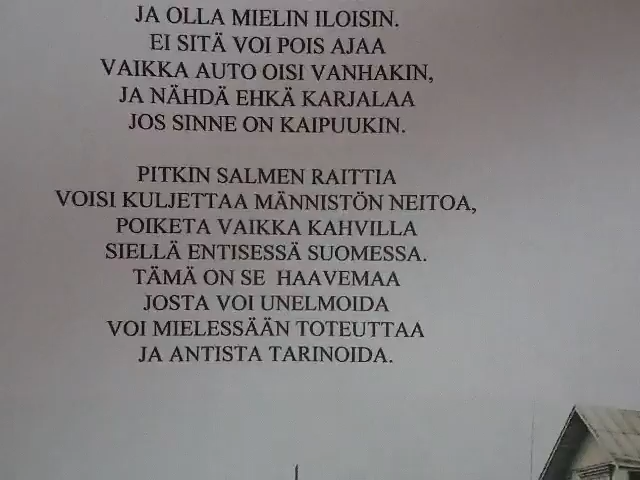 JA OLLA MIELIN ILOISIN.
EI SITÄ VOI POIS AJAA
VAIKKA AUTO OISI VANHAKIN,
JA NÄHDÄ EHKÄ KARJALAA
JOS SINNE ON KAIPUUKIN.
PITKIN SALMEN RAITTIA
VOISI KULJETTAA MÄNNISTÖN NEITOA,
POIKETA VAIKKA KAHVILLA
SIELLÄ ENTISESSÄ SUOMESSA.
TÄMÄ ON SE HAAVEMAA
JOSTA VOI UNELMOIDA
VOI MIELESSÄÄN TOTEUTTAA
JA ANTISTA TARINOIDA.